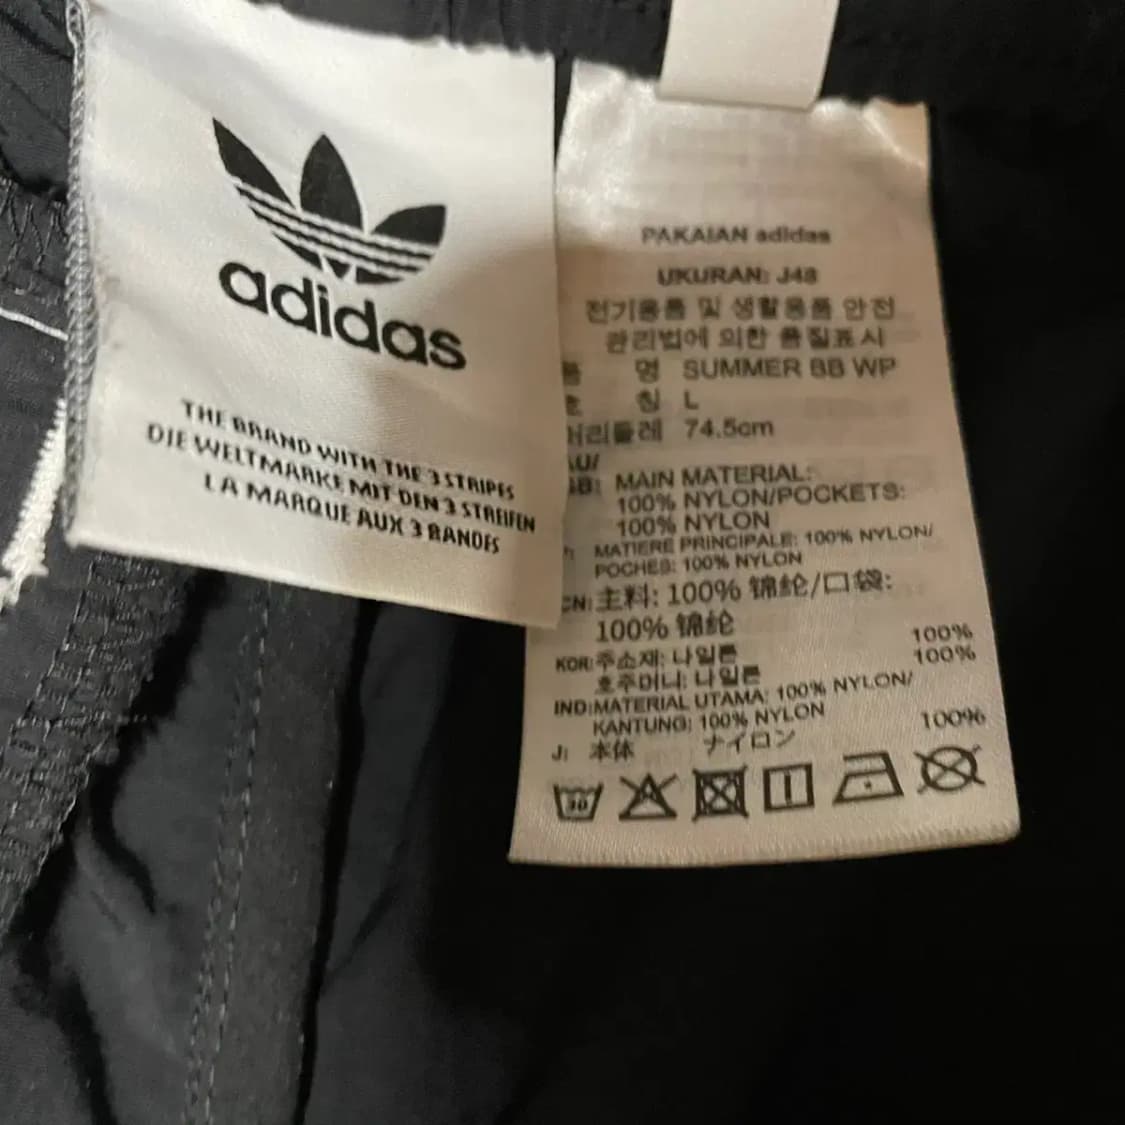 adidas
THE BRAND WITH THE 3 STRIPES
DIE WELTMARKE MIT DEN 3 STREIFEN
LA MARQUE AUX 3 BANDES
PAKAIAN adidas
UKURAN: J48
전기용품 및 생활용품 안전
관리법에 의한 품질표시
명 SUMMER BB WP
칭 L
허리둘레 74.5cm
AU/
GB: MAIN MATERIAL:
100% NYLON/POCKETS:
100% NYLON
MATIERE PRINCIPALE: 100% NYLON/
POCHES: 100% NYLON
CN: 主料: 100% 锦纶/口袋:
100% 锦纶
KOR: 주소재: 나일론 100%
호주머니: 나일론 100%
IND: MATERIAL UTAMA: 100% NYLON/
KANTUNG: 100% NYLON
J: 本体 ナイロン 100%
30